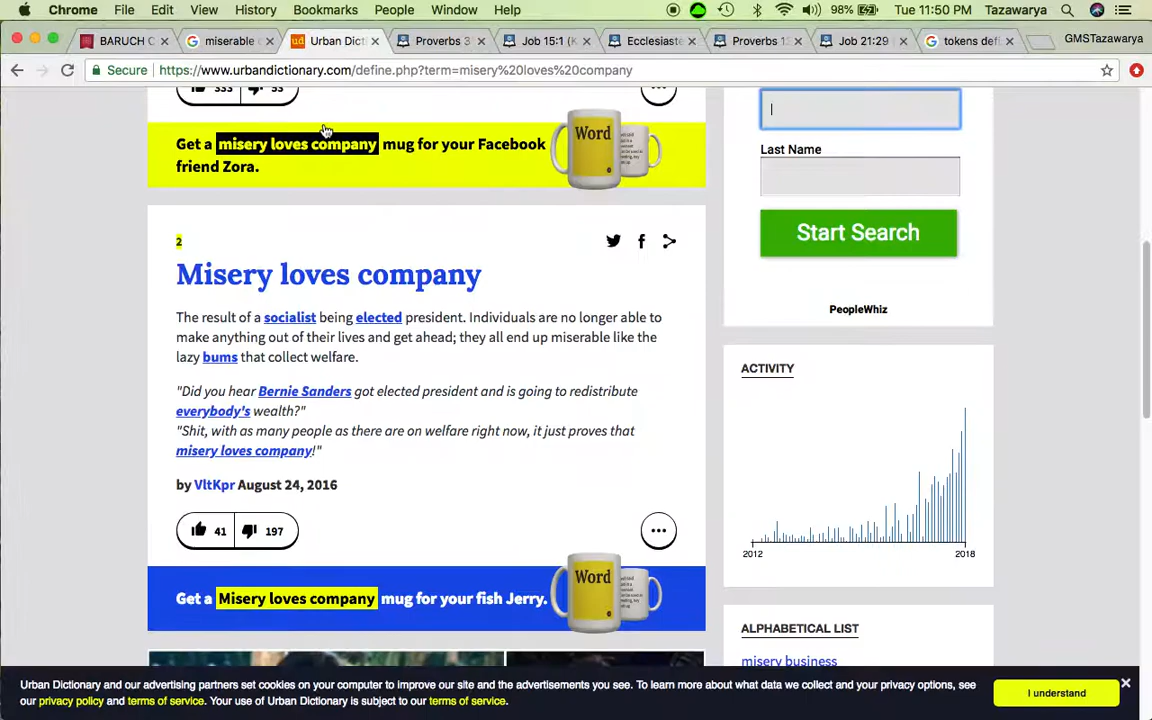 Chrome File Edit View History Bookmarks People Window Help 98% Tue 11:50 PM Tazawarya
BARUCH C miserable Urban Dict Proverbs 3 Job 15:1 (K Ecclesiaste Proverbs 1 Job 21:29 tokens defi GMSTazawarya
Secure https://www.urbandictionary.com/define.php?term=misery%20loves%20company
333 53
Get a misery loves company mug for your Facebook
friend Zora.
Word
Last Name
Start Search
PeopleWhiz
2
Misery loves company
The result of a socialist being elected president. Individuals are no longer able to
make anything out of their lives and get ahead; they all end up miserable like the
lazy bums that collect welfare.
"Did you hear Bernie Sanders got elected president and is going to redistribute
everybody's wealth?"
"Shit, with as many people as there are on welfare right now, it just proves that
misery loves company!"
by VltKpr August 24, 2016
41 197
Get a Misery loves company mug for your fish Jerry.
Word
ACTIVITY
2012 2018
ALPHABETICAL LIST
misery business
Urban Dictionary and our advertising partners set cookies on your computer to improve our site and the advertisements you see. To learn more about what data we collect and your privacy options, see
our privacy policy and terms of service. Your use of Urban Dictionary is subject to our terms of service.
I understand